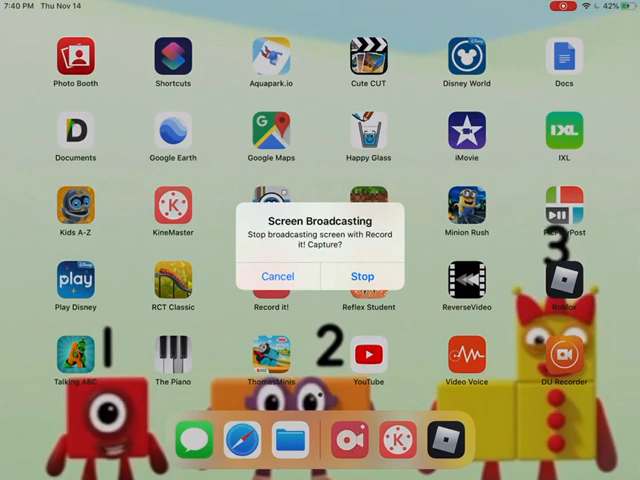 7:40 PM Thu Nov 14
42%
Photo Booth
Shortcuts
Aquapark.io
Cute CUT
Disney World
Docs
Documents
Google Earth
Google Maps
Happy Glass
iMovie
IXL
IXL
Kids A-Z
KineMaster
Minion Rush
Screen Broadcasting
Stop broadcasting screen with Record
it! Capture?
Cancel
Stop
3
Play Disney
RCT Classic
Record it!
Reflex Student
ReverseVideo
Roblox
1
2
Talking ABC
The Piano
ThomasMinis
YouTube
Video Voice
DU Recorder